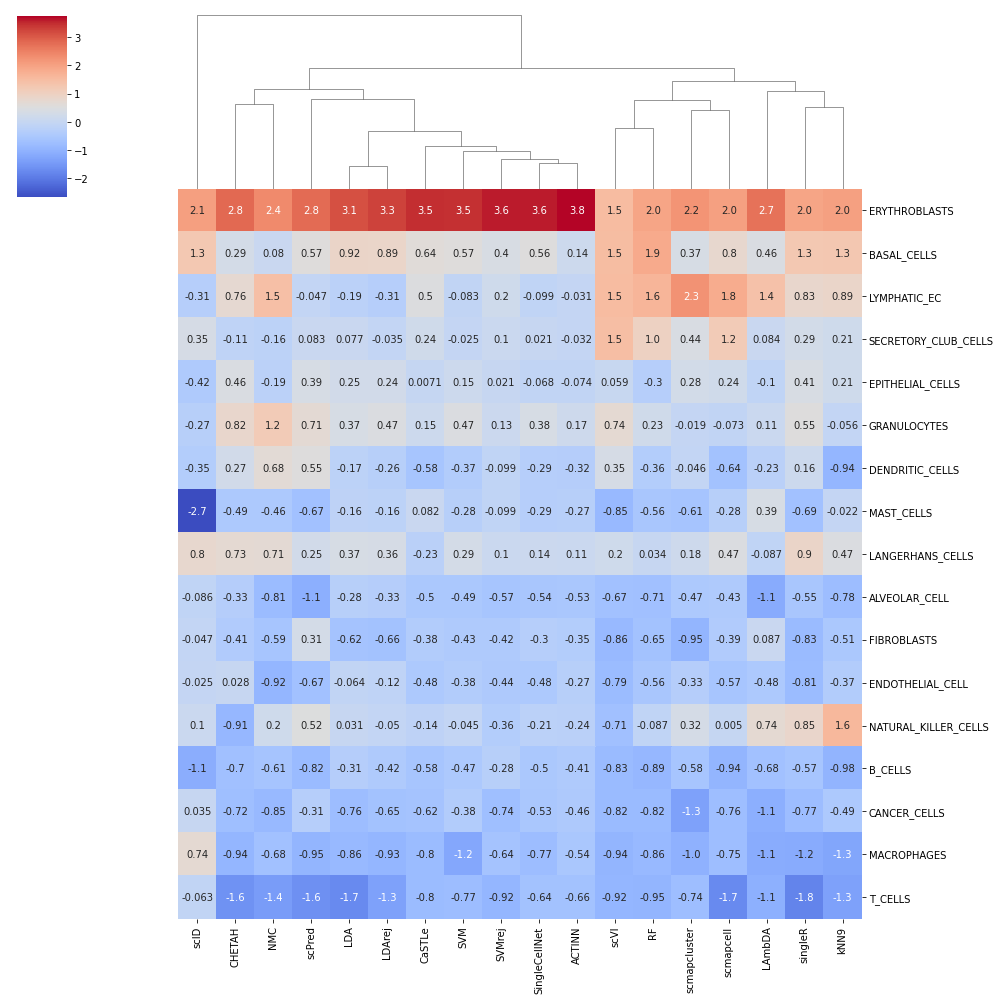 3
2
1
0
−1
−2
2.1 2.8 2.4 2.8 3.1 3.3 3.5 3.5 3.6 3.6 3.8 1.5 2.0 2.2 2.0 2.7 2.0 2.0 ERYTHROBLASTS
1.3 0.29 0.08 0.57 0.92 0.89 0.64 0.57 0.4 0.56 0.14 1.5 1.9 0.37 0.8 0.46 1.3 1.3 BASAL_CELLS
-0.31 0.76 1.5 -0.047 -0.19 -0.31 0.5 -0.083 0.2 -0.099 -0.031 1.5 1.6 2.3 1.8 1.4 0.83 0.89 LYMPHATIC_EC
0.35 -0.11 -0.16 0.083 0.077 -0.035 0.24 -0.025 0.1 0.021 -0.032 1.5 1.0 0.44 1.2 0.084 0.29 0.21 SECRETORY_CLUB_CELLS
-0.42 0.46 -0.19 0.39 0.25 0.24 0.0071 0.15 0.021 -0.068 -0.074 0.059 -0.3 0.28 0.24 -0.1 0.41 0.21 EPITHELIAL_CELLS
-0.27 0.82 1.2 0.71 0.37 0.47 0.15 0.47 0.13 0.38 0.17 0.74 0.23 -0.019 -0.073 0.11 0.55 -0.056 GRANULOCYTES
-0.35 0.27 0.68 0.55 -0.17 -0.26 -0.58 -0.37 -0.099 -0.29 -0.32 0.35 -0.36 -0.046 -0.64 -0.23 0.16 -0.94 DENDRITIC_CELLS
-2.7 -0.49 -0.46 -0.67 -0.16 -0.16 0.082 -0.28 -0.099 -0.29 -0.27 -0.85 -0.56 -0.61 -0.28 0.39 -0.69 -0.022 MAST_CELLS
0.8 0.73 0.71 0.25 0.37 0.36 -0.23 0.29 0.1 0.14 0.11 0.2 0.034 0.18 0.47 -0.087 0.9 0.47 LANGERHANS_CELLS
-0.086 -0.33 -0.81 -1.1 -0.28 -0.33 -0.5 -0.49 -0.57 -0.54 -0.53 -0.67 -0.71 -0.47 -0.43 -1.1 -0.55 -0.78 ALVEOLAR_CELL
-0.047 -0.41 -0.59 0.31 -0.62 -0.66 -0.38 -0.43 -0.42 -0.3 -0.35 -0.86 -0.65 -0.95 -0.39 0.087 -0.83 -0.51 FIBROBLASTS
-0.025 0.028 -0.92 -0.67 -0.064 -0.12 -0.48 -0.38 -0.44 -0.48 -0.27 -0.79 -0.56 -0.33 -0.57 -0.48 -0.81 -0.37 ENDOTHELIAL_CELL
0.1 -0.91 0.2 0.52 0.031 -0.05 -0.14 -0.045 -0.36 -0.21 -0.24 -0.71 -0.087 0.32 0.005 0.74 0.85 1.6 NATURAL_KILLER_CELLS
-1.1 -0.7 -0.61 -0.82 -0.31 -0.42 -0.58 -0.47 -0.28 -0.5 -0.41 -0.83 -0.89 -0.58 -0.94 -0.68 -0.57 -0.98 B_CELLS
0.035 -0.72 -0.85 -0.31 -0.76 -0.65 -0.62 -0.38 -0.74 -0.53 -0.46 -0.82 -0.82 -1.3 -0.76 -1.1 -0.77 -0.49 CANCER_CELLS
0.74 -0.94 -0.68 -0.95 -0.86 -0.93 -0.8 -1.2 -0.64 -0.77 -0.54 -0.94 -0.86 -1.0 -0.75 -1.1 -1.2 -1.3 MACROPHAGES
-0.063 -1.6 -1.4 -1.6 -1.7 -1.3 -0.8 -0.77 -0.92 -0.64 -0.66 -0.92 -0.95 -0.74 -1.7 -1.1 -1.8 -1.3 T_CELLS
scID
CHETAH
NMC
scPred
LDA
LDArej
CaSTLe
SVM
SVMrej
SingleCellNet
ACTINN
scVI
RF
scmapcluster
scmapcell
LAmbDA
singleR
kNN9